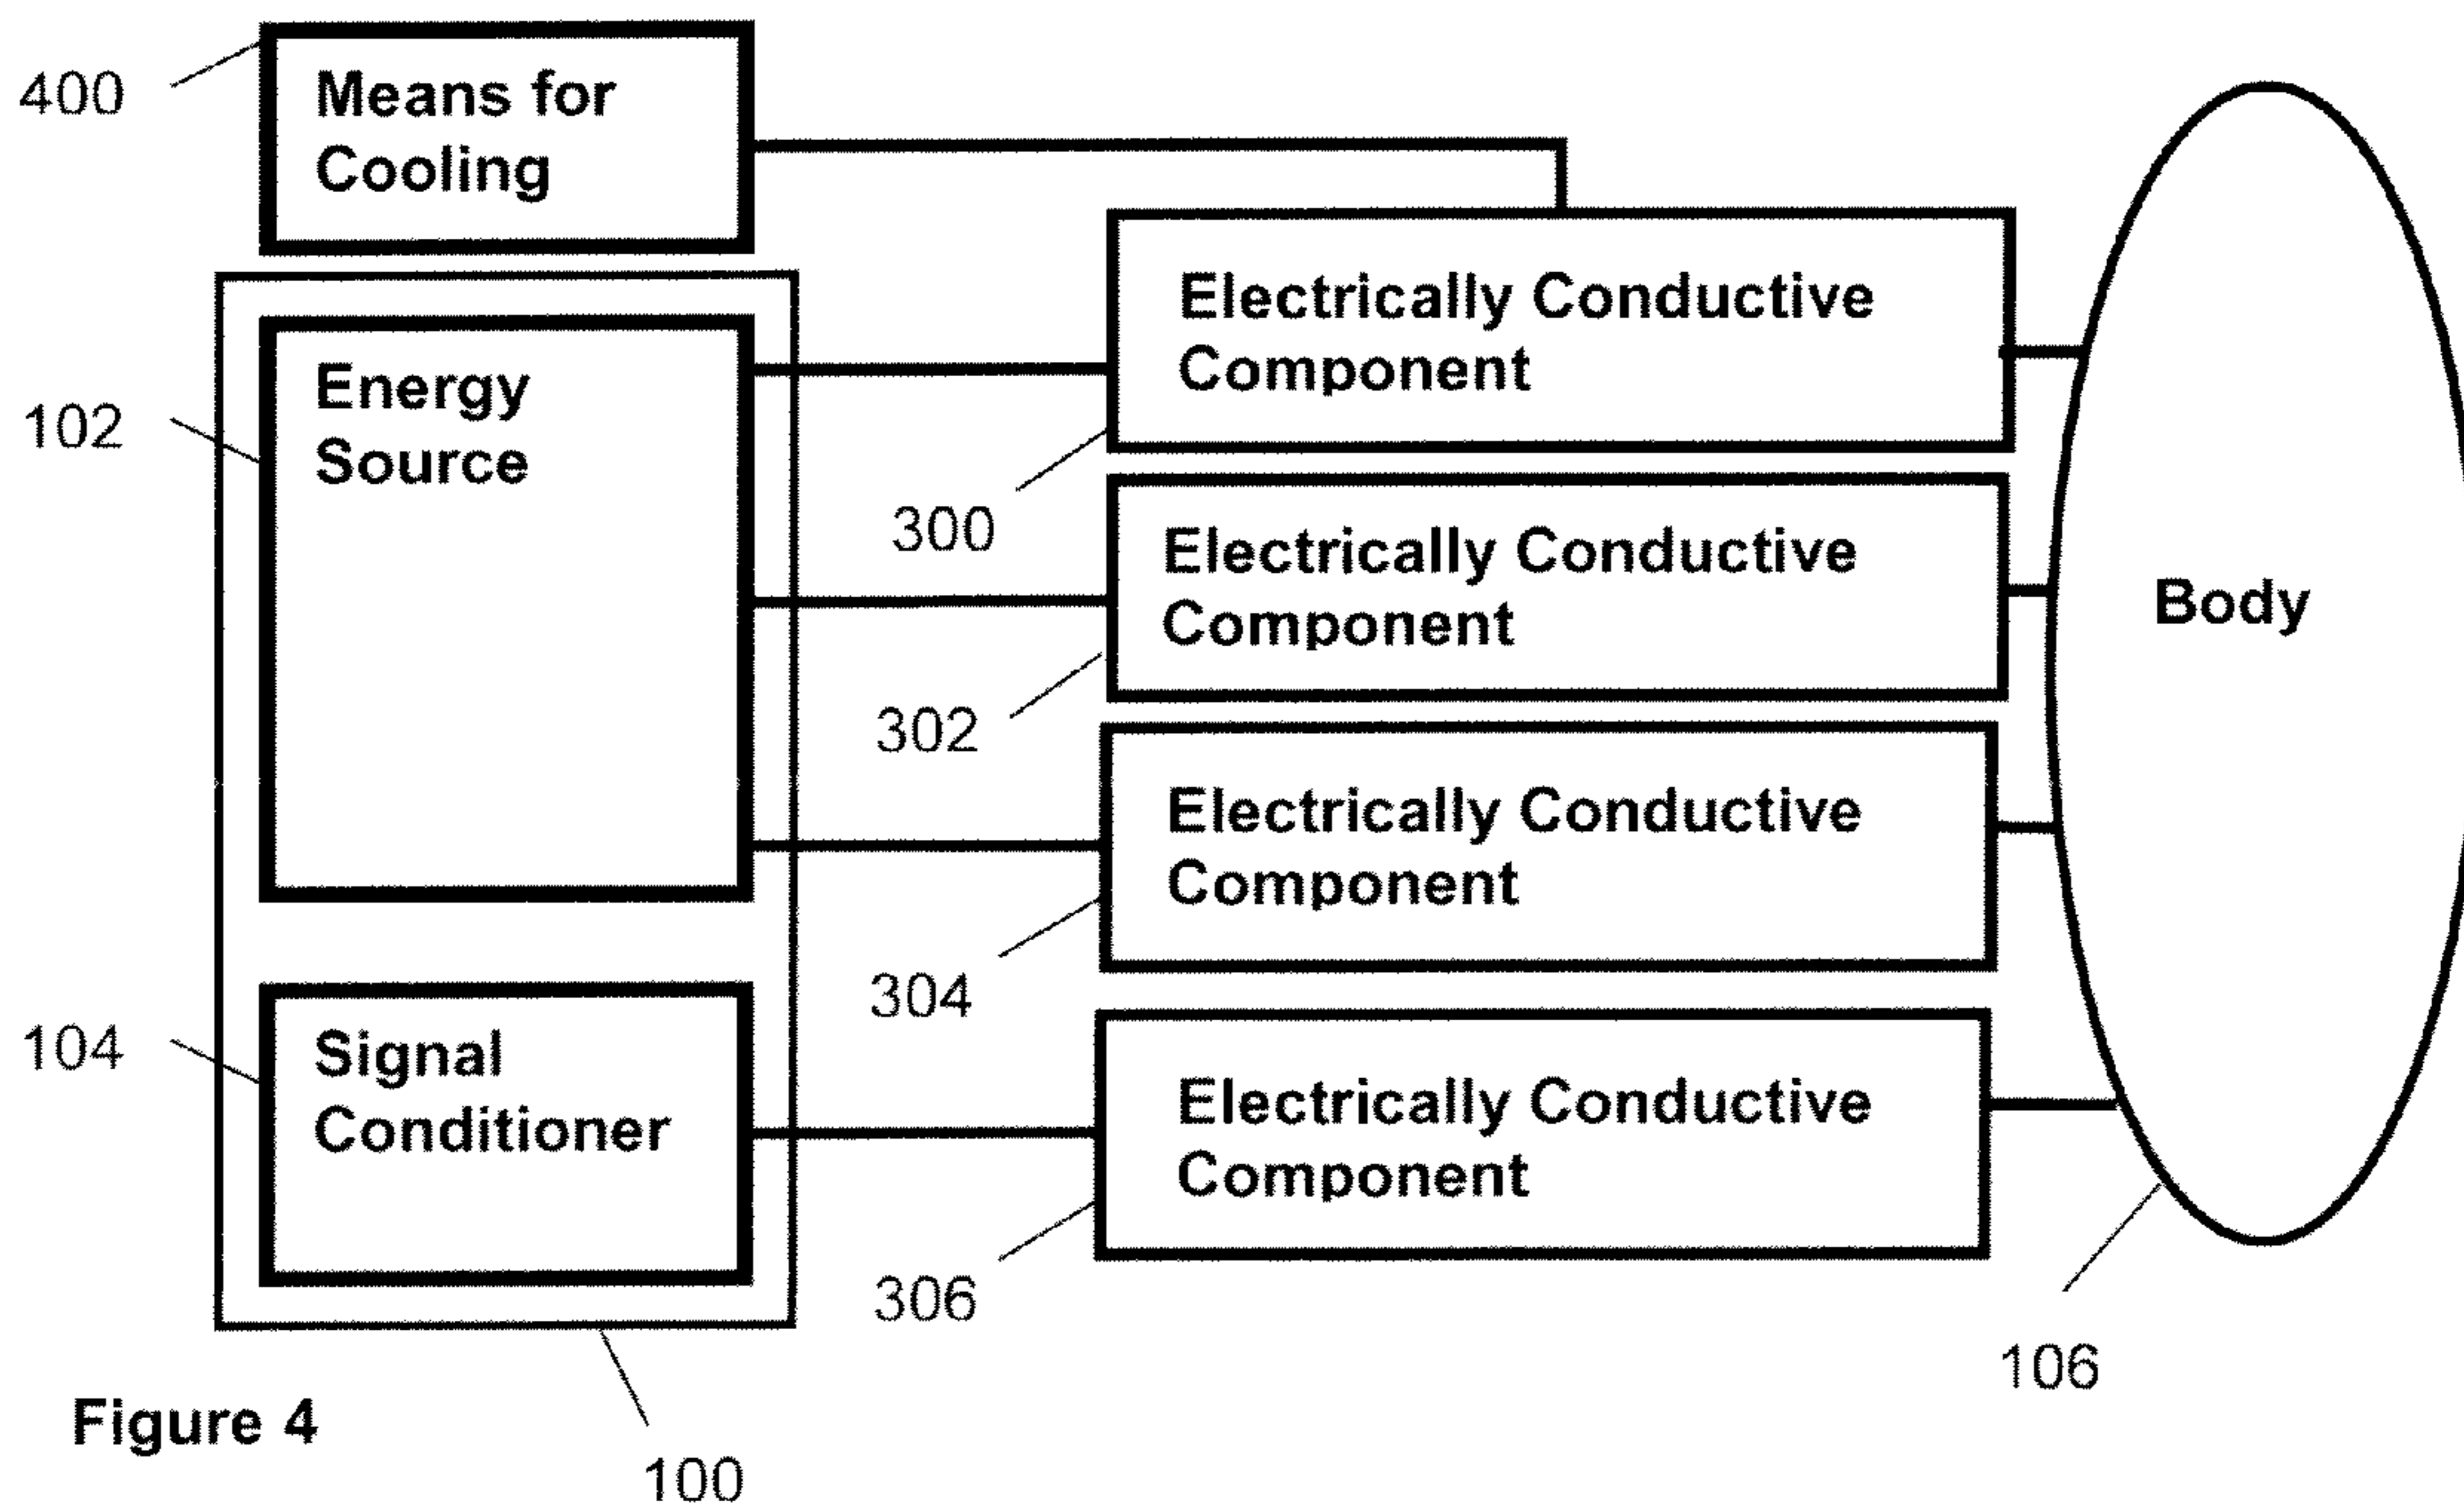 400
Means for
Cooling
102
Energy
Source
Electrically Conductive
Component
300
Electrically Conductive
Component
302
Body
Electrically Conductive
Component
304
104
Signal
Conditioner
Electrically Conductive
Component
306
106
Figure 4
100